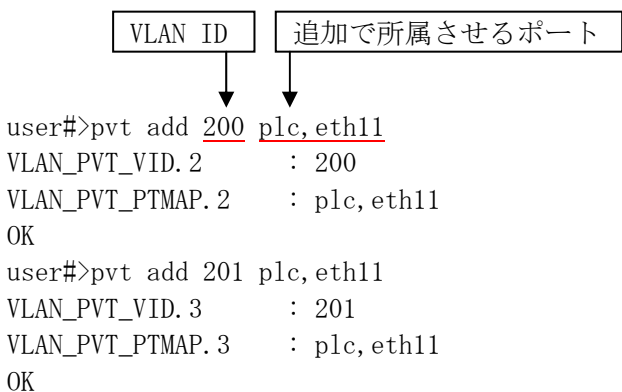 VLAN ID
追加で所属させるポート
user#>pvt add 200 plc,eth11
VLAN_PVT_VID.2 : 200
VLAN_PVT_PTMAP.2 : plc,eth11
OK
user#>pvt add 201 plc,eth11
VLAN_PVT_VID.3 : 201
VLAN_PVT_PTMAP.3 : plc,eth11
OK